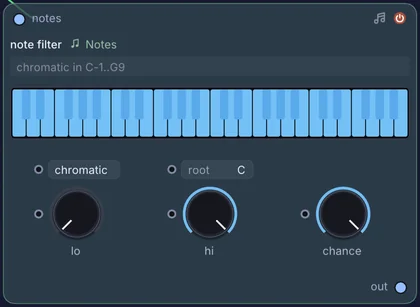 notes
note filter Notes
chromatic in C-1..G9
chromatic root C
lo hi chance
out